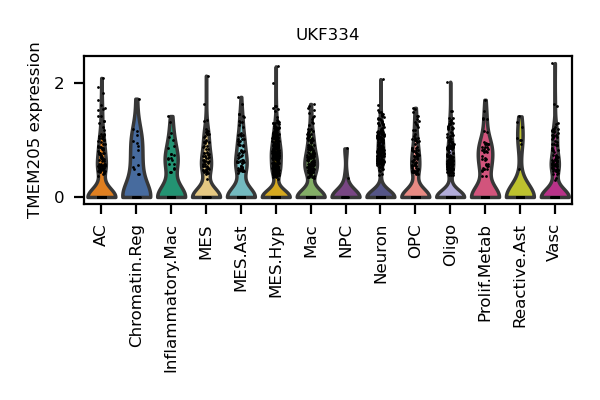 UKF334
TMEM205 expression
2
0
AC
Chromatin.Reg
Inflammatory.Mac
MES
MES.Ast
MES.Hyp
Mac
NPC
Neuron
OPC
Oligo
Prolif.Metab
Reactive.Ast
Vasc